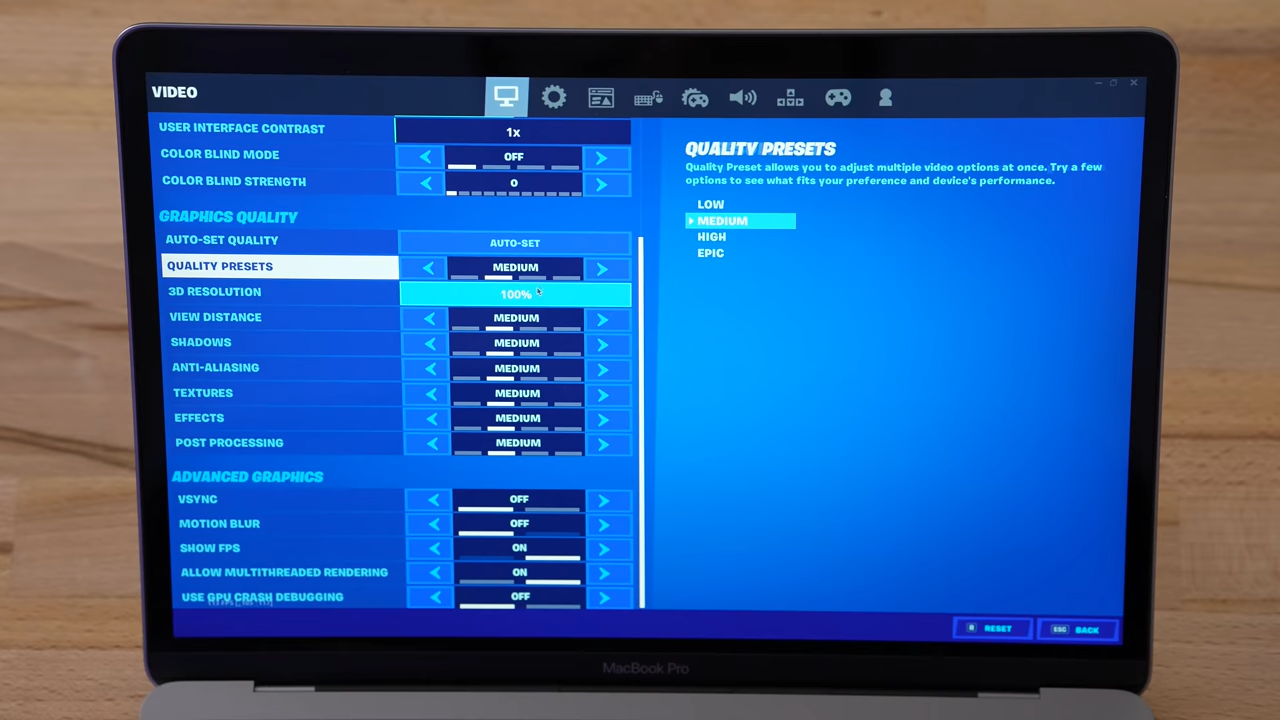 VIDEO
USER INTERFACE CONTRAST 1x
COLOR BLIND MODE OFF
COLOR BLIND STRENGTH 0
GRAPHICS QUALITY
AUTO-SET QUALITY AUTO-SET
QUALITY PRESETS MEDIUM
3D RESOLUTION 100%
VIEW DISTANCE MEDIUM
SHADOWS MEDIUM
ANTI-ALIASING MEDIUM
TEXTURES MEDIUM
EFFECTS MEDIUM
POST PROCESSING MEDIUM
ADVANCED GRAPHICS
VSYNC OFF
MOTION BLUR OFF
SHOW FPS ON
ALLOW MULTITHREADED RENDERING ON
USE GPU CRASH DEBUGGING OFF
QUALITY PRESETS
Quality Preset allows you to adjust multiple video options at once. Try a few
options to see what fits your preference and device's performance.
LOW
MEDIUM
HIGH
EPIC
R RESET
ESC BACK
MacBook Pro